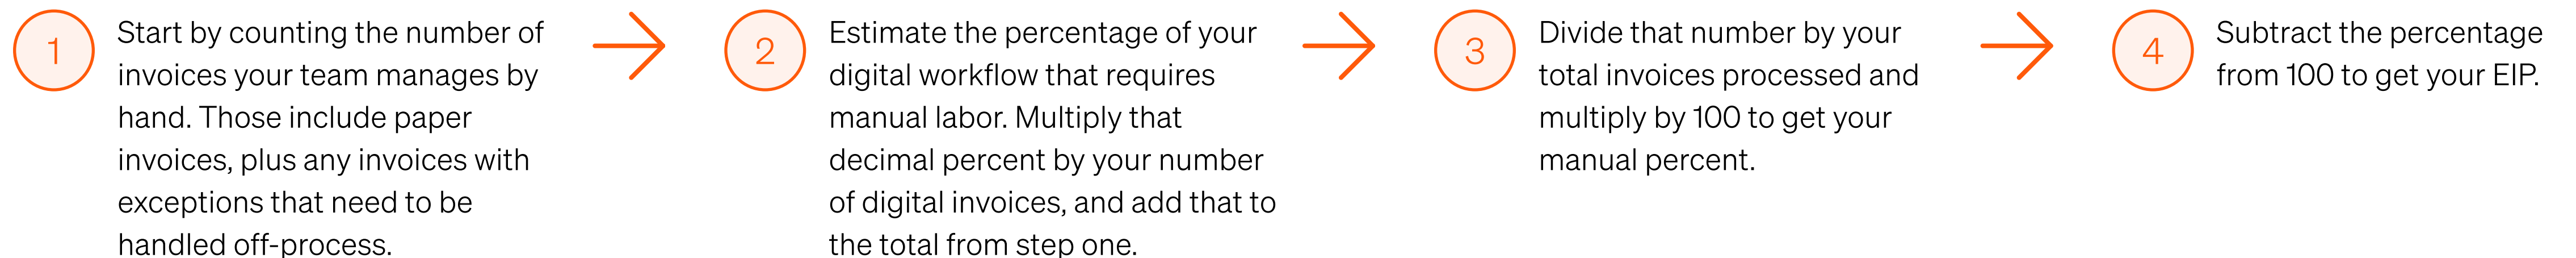 1
Start by counting the number of
invoices your team manages by
hand. Those include paper
invoices, plus any invoices with
exceptions that need to be
handled off-process.
2
Estimate the percentage of your
digital workflow that requires
manual labor. Multiply that
decimal percent by your number
of digital invoices, and add that to
the total from step one.
3
Divide that number by your
total invoices processed and
multiply by 100 to get your
manual percent.
4
Subtract the percentage
from 100 to get your EIP.